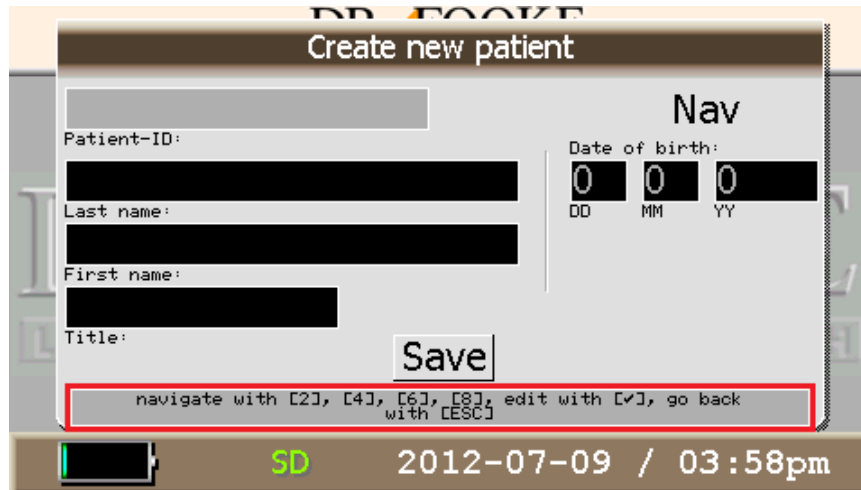 Create new patient
Nav
Patient-ID:
Date of birth:
0 0 0
DD MM YY
Last name:
First name:
Title:
Save
navigate with [2], [4], [6], [8], edit with [✔], go back
with [ESC]
SD 2012-07-09 / 03:58pm